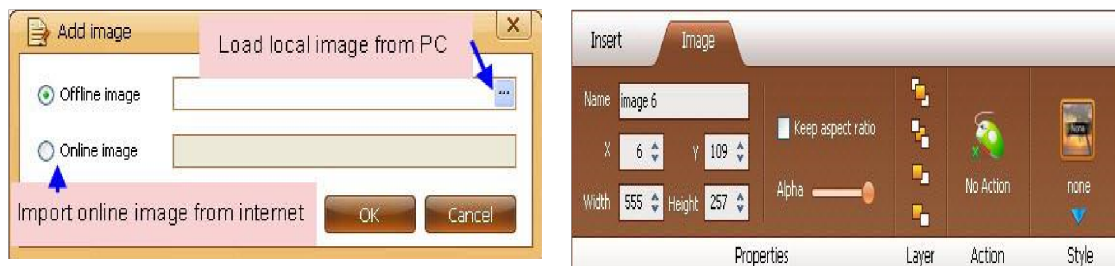 Add image
X
Load local image from PC
Offline image
...
Online image
Import online image from internet
OK
Cancel
Insert
Image
Name
image 6
Keep aspect ratio
X
6
Y
109
Alpha
Width
555
Height
257
No Action
None
none
Properties
Layer
Action
Style